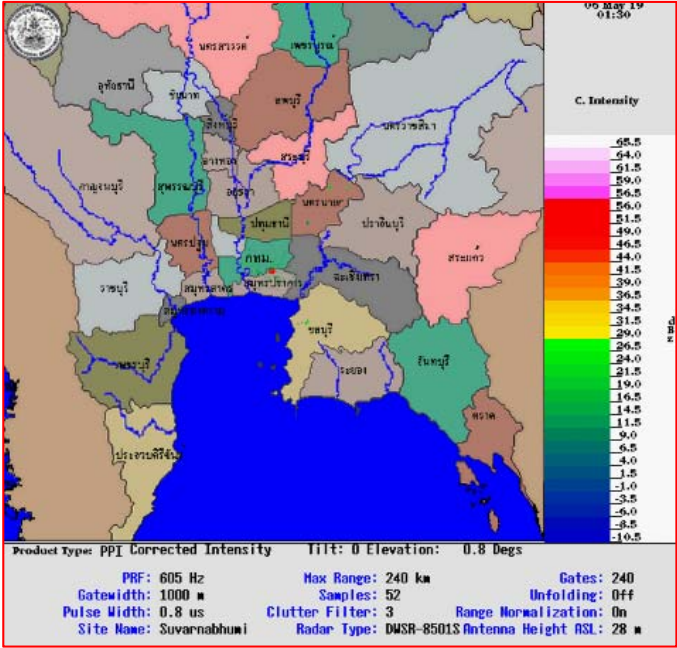 06 May 19
01:30
C. Intensity
65.5
64.0
61.5
59.0
56.5
56.0
51.5
49.0
46.5
44.0
41.5
39.0
36.5
34.5
31.5
29.0
26.5
24.0
21.5
19.0
16.5
14.5
11.5
9.0
6.5
4.0
1.5
-1.0
-3.5
-6.0
-8.5
-10.5
นครสวรรค์
เพชรบูรณ์
อุทัยธานี
ชัยนาท
ลพบุรี
สิงห์บุรี
นครราชสีมา
อ่างทอง
สระบุรี
กาญจนบุรี
สุพรรณบุรี
อยุธยา
นครนายก
ปทุมธานี
ปราจีนบุรี
นครปฐม
กทม.
สระแก้ว
ราชบุรี
สมุทรสาคร
สมุทรปราการ
ฉะเชิงเทรา
สมุทรสงคราม
ชลบุรี
เพชรบุรี
ระยอง
จันทบุรี
ตราด
ประจวบคีรีขันธ์
Product Type: PPI Corrected Intensity Tilt: 0 Elevation: 0.8 Degs
PRF: 605 Hz Max Range: 240 km Gates: 240
Gatewidth: 1000 m Samples: 52 Unfolding: Off
Pulse Width: 0.8 us Clutter Filter: 3 Range Normalization: On
Site Name: Suvarnabhumi Radar Type: DWSR-8501S Antenna Height ASL: 28 m